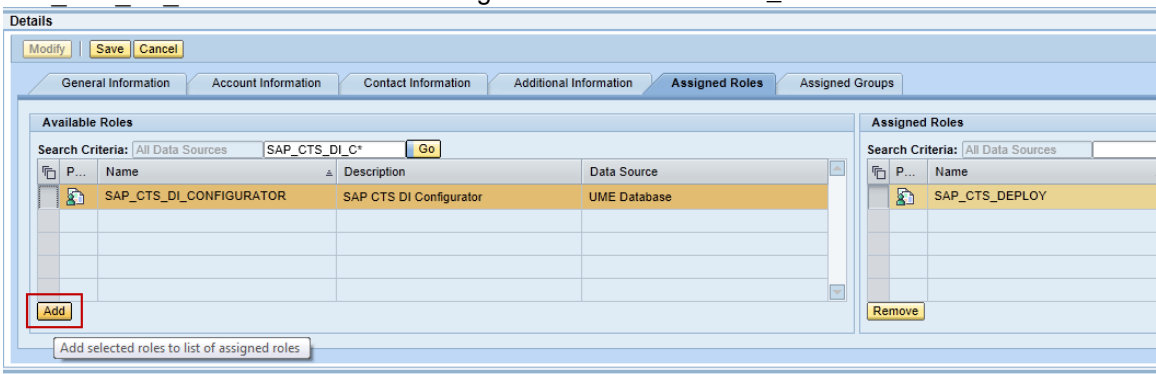 Details
Modify Save Cancel
General Information Account Information Contact Information Additional Information Assigned Roles Assigned Groups
Available Roles Assigned Roles
Search Criteria: All Data Sources SAP_CTS_DI_C* Go Search Criteria: All Data Sources
P... Name Description Data Source P... Name
SAP_CTS_DI_CONFIGURATOR SAP CTS DI Configurator UME Database SAP_CTS_DEPLOY
Add Remove
Add selected roles to list of assigned roles